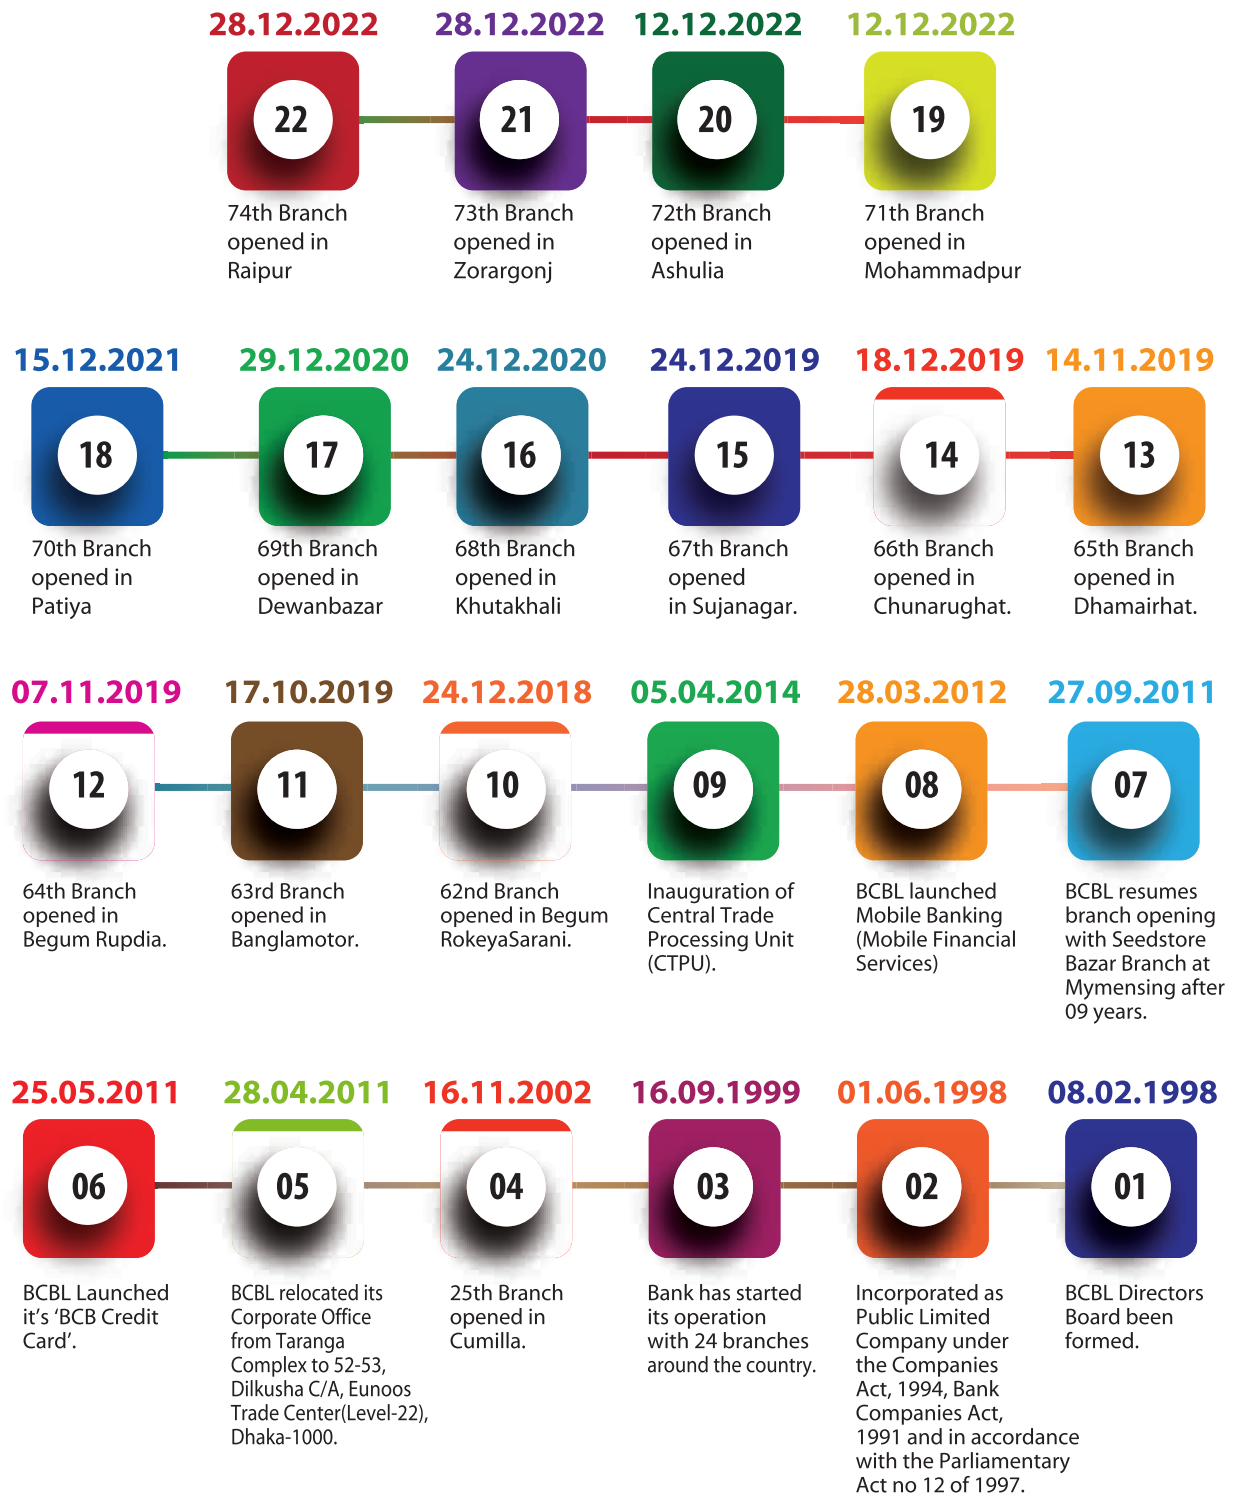 28.12.2022
28.12.2022
12.12.2022
12.12.2022
22
21
20
19
74th Branch
opened in
Raipur
73th Branch
opened in
Zorargonj
72th Branch
opened in
Ashulia
71th Branch
opened in
Mohammadpur
15.12.2021
29.12.2020
24.12.2020
24.12.2019
18.12.2019
14.11.2019
18
17
16
15
14
13
70th Branch
opened in
Patiya
69th Branch
opened in
Dewanbazar
68th Branch
opened in
Khutakhali
67th Branch
opened
in Sujanagar.
66th Branch
opened in
Chunarughat.
65th Branch
opened in
Dhamairhat.
07.11.2019
17.10.2019
24.12.2018
05.04.2014
28.03.2012
27.09.2011
12
11
10
09
08
07
64th Branch
opened in
Begum Rupdia.
63rd Branch
opened in
Banglamotor.
62nd Branch
opened in Begum
RokeyaSarani.
Inauguration of
Central Trade
Processing Unit
(CTPU).
BCBL launched
Mobile Banking
(Mobile Financial
Services)
BCBL resumes
branch opening
with Seedstore
Bazar Branch at
Mymensing after
09 years.
25.05.2011
28.04.2011
16.11.2002
16.09.1999
01.06.1998
08.02.1998
06
05
04
03
02
01
BCBL Launched
it's ‘BCB Credit
Card’.
BCBL relocated its
Corporate Office
from Taranga
Complex to 52-53,
Dilkusha C/A, Eunoos
Trade Center(Level-22),
Dhaka-1000.
25th Branch
opened in
Cumilla.
Bank has started
its operation
with 24 branches
around the country.
Incorporated as
Public Limited
Company under
the Companies
Act, 1994, Bank
Companies Act,
1991 and in accordance
with the Parliamentary
Act no 12 of 1997.
BCBL Directors
Board been
formed.